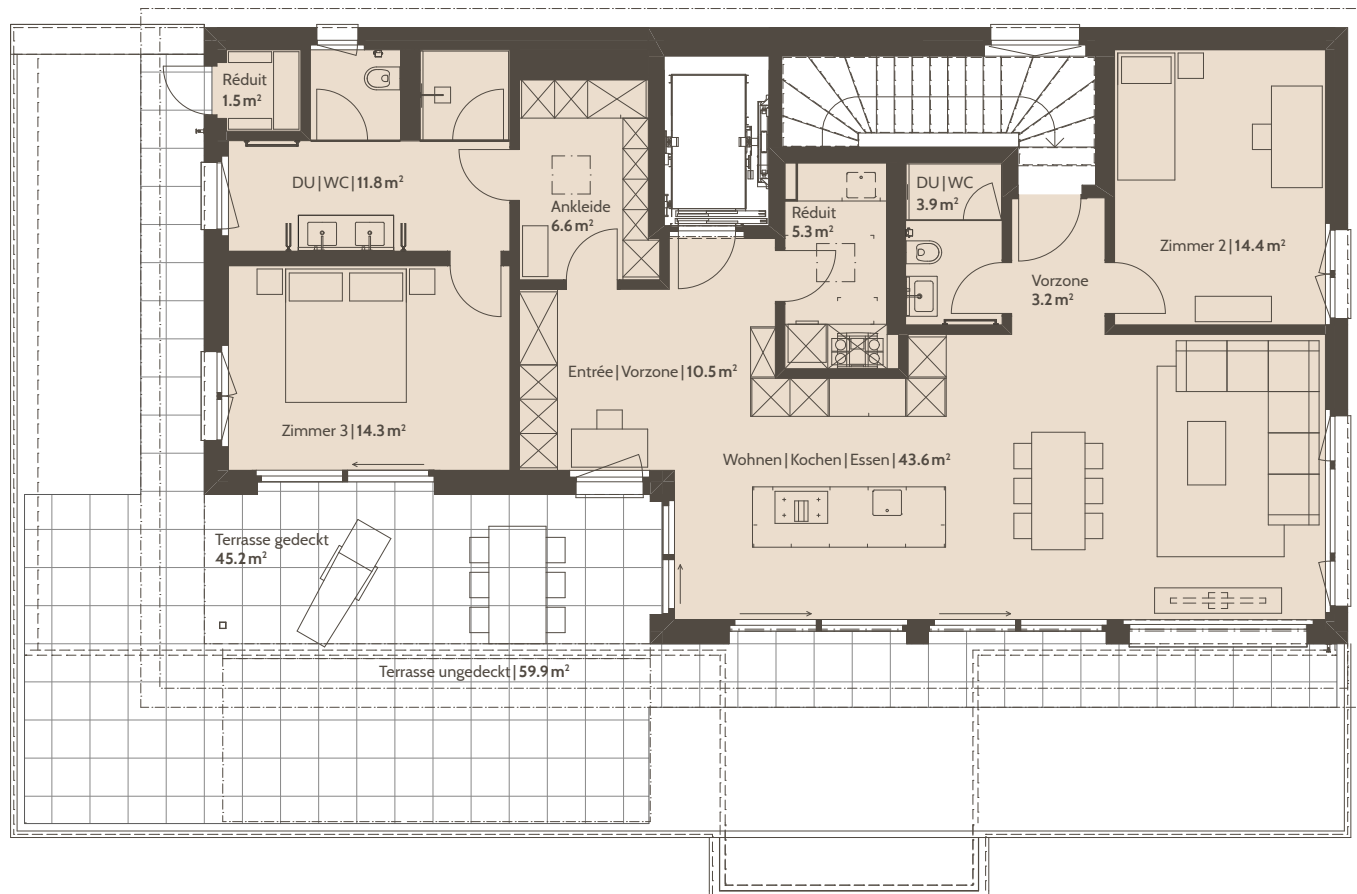 Réduit
1.5 m²
DU | WC | 11.8 m²
Ankleide
6.6 m²
Réduit
5.3 m²
DU | WC
3.9 m²
Zimmer 2 | 14.4 m²
Vorzone
3.2 m²
Entrée | Vorzone | 10.5 m²
Zimmer 3 | 14.3 m²
Wohnen | Kochen | Essen | 43.6 m²
Terrasse gedeckt
45.2 m²
Terrasse ungedeckt | 59.9 m²